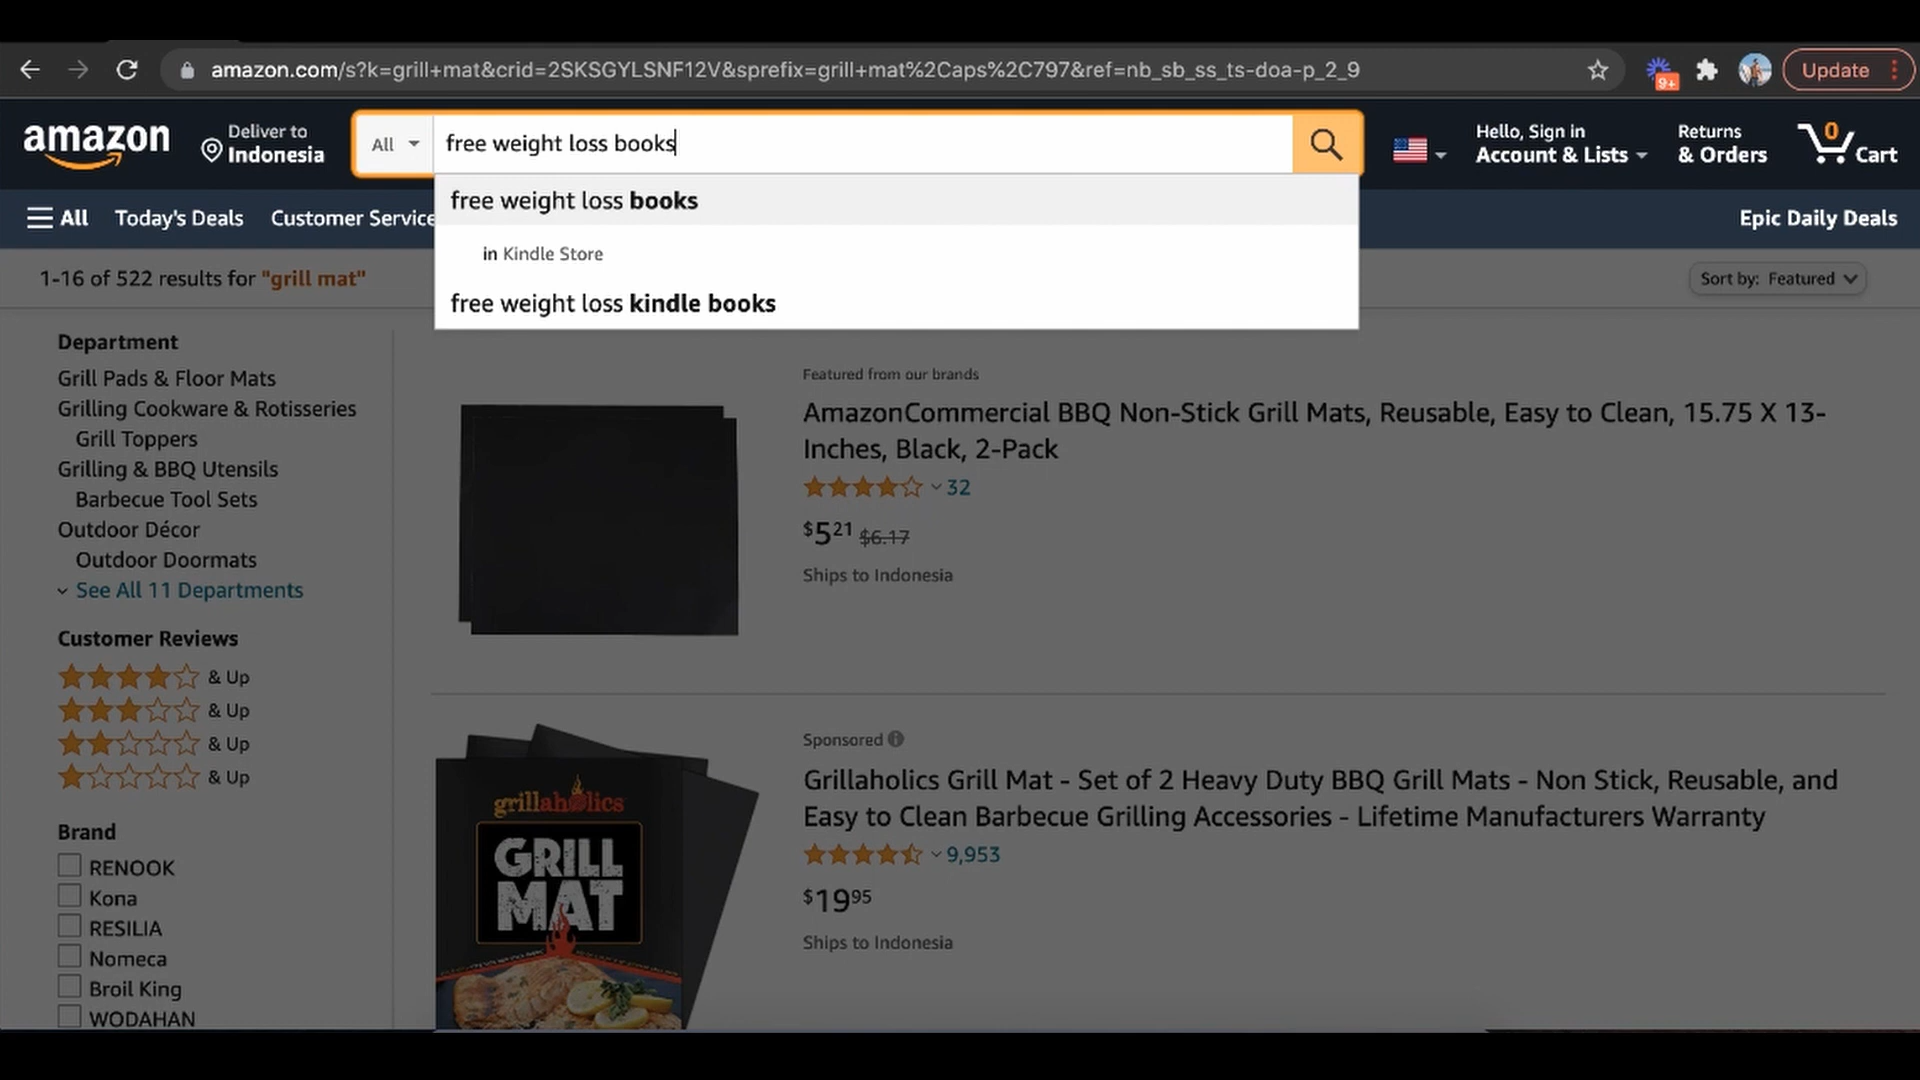 amazon.com/s?k=grill+mat&crid=2SKSGYLSNF12V&sprefix=grill+mat%2Caps%2C797&ref=nb_sb_ss_ts-doa-p_2_9
9+
Update
amazon
Deliver to
Indonesia
All
free weight loss books
Hello, Sign in
Account & Lists
Returns
& Orders
0
Cart
All
Today's Deals
Customer Service
Epic Daily Deals
free weight loss books
in Kindle Store
free weight loss kindle books
1-16 of 522 results for "grill mat"
Sort by: Featured
Department
Grill Pads & Floor Mats
Grilling Cookware & Rotisseries
Grill Toppers
Grilling & BBQ Utensils
Barbecue Tool Sets
Outdoor Décor
Outdoor Doormats
See All 11 Departments
Customer Reviews
& Up
& Up
& Up
& Up
Brand
RENOOK
Kona
RESILIA
Nomeca
Broil King
WODAHAN
Featured from our brands
AmazonCommercial BBQ Non-Stick Grill Mats, Reusable, Easy to Clean, 15.75 X 13-
Inches, Black, 2-Pack
32
$5 21 $6.17
Ships to Indonesia
Sponsored
Grillaholics Grill Mat - Set of 2 Heavy Duty BBQ Grill Mats - Non Stick, Reusable, and
Easy to Clean Barbecue Grilling Accessories - Lifetime Manufacturers Warranty
9,953
$19 95
Ships to Indonesia
grillaholics
GRILL
MAT